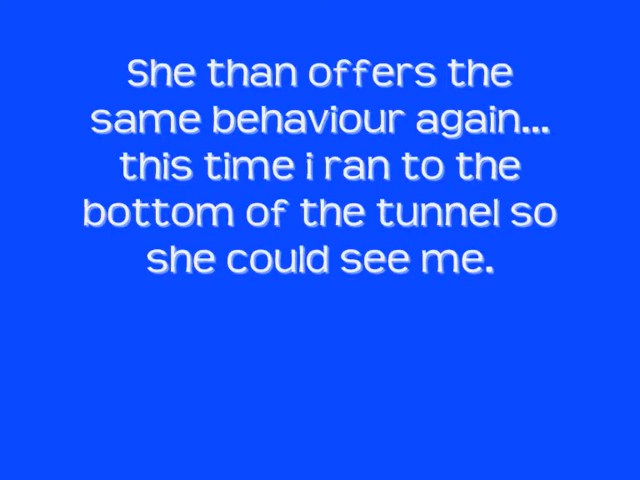 She than offers the
same behaviour again...
this time i ran to the
bottom of the tunnel so
she could see me.